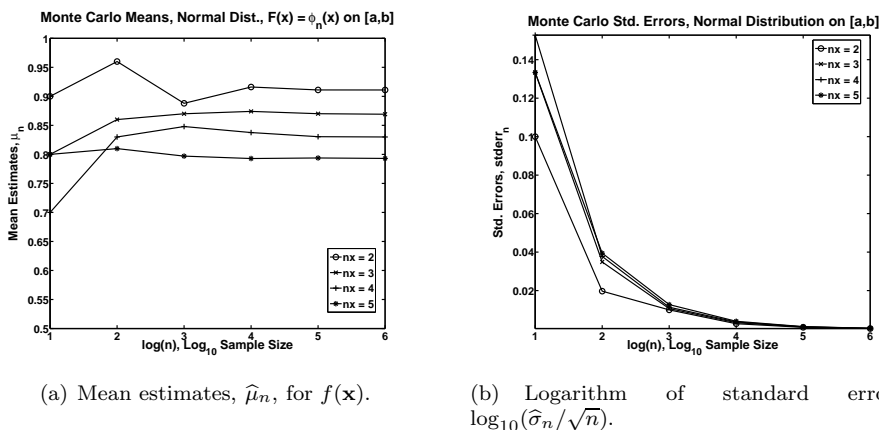 Monte Carlo Means, Normal Dist., F(x) = ϕn(x) on [a,b]
0.95
0.9
0.85
0.8
0.75
0.7
0.65
0.6
0.55
0.5
Mean Estimates, μn
nx = 2
nx = 3
nx = 4
nx = 5
1 2 3 4 5 6
log(n), Log10 Sample Size
(a) Mean estimates, μ̂n, for f(x).
Monte Carlo Std. Errors, Normal Distribution on [a,b]
0.14
0.12
0.1
0.08
0.06
0.04
0.02
Std. Errors, stderrn
nx = 2
nx = 3
nx = 4
nx = 5
1 2 3 4 5 6
log(n), Log10 Sample Size
(b) Logarithm of standard erro
log10(σ̂n/√n).